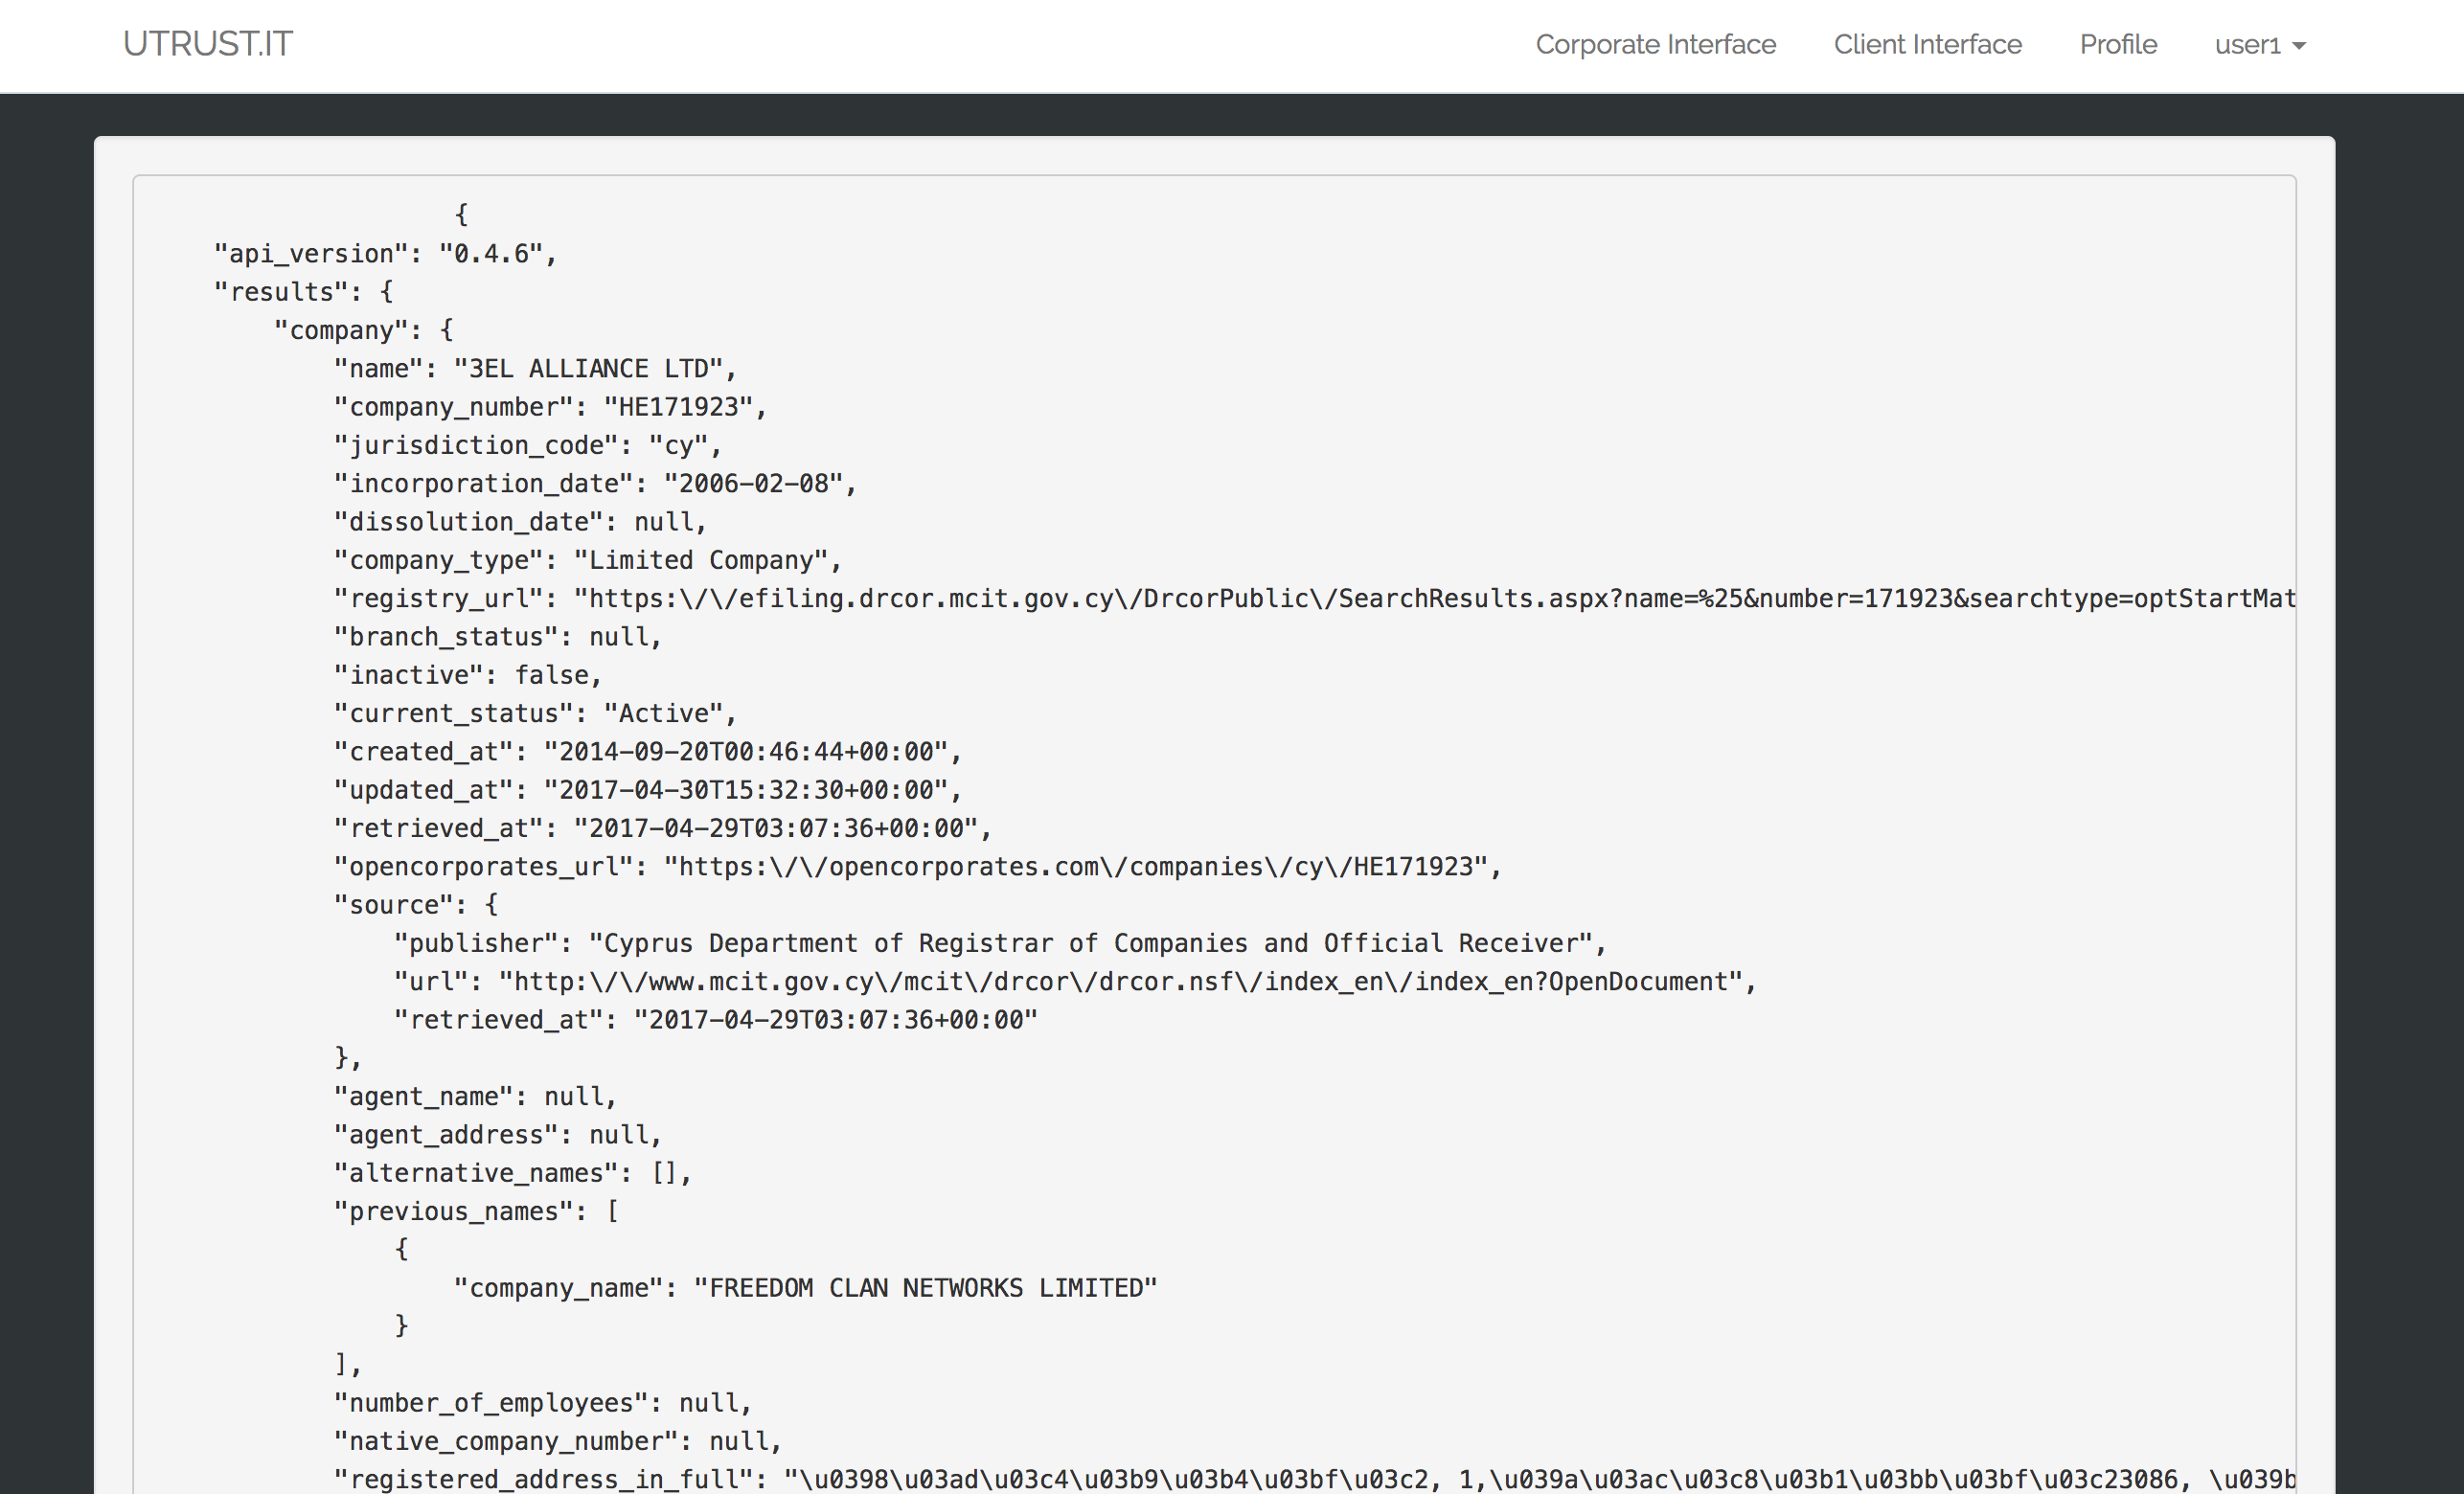 UTRUST.IT
Corporate Interface
Client Interface
Profile
user1
{
"api_version": "0.4.6",
"results": {
"company": {
"name": "3EL ALLIANCE LTD",
"company_number": "HE171923",
"jurisdiction_code": "cy",
"incorporation_date": "2006-02-08",
"dissolution_date": null,
"company_type": "Limited Company",
"registry_url": "https:\/\/efiling.drcor.mcit.gov.cy\/DrcorPublic\/SearchResults.aspx?name=%25&number=171923&searchtype=optStartMat
"branch_status": null,
"inactive": false,
"current_status": "Active",
"created_at": "2014-09-20T00:46:44+00:00",
"updated_at": "2017-04-30T15:32:30+00:00",
"retrieved_at": "2017-04-29T03:07:36+00:00",
"opencorporates_url": "https:\/\/opencorporates.com\/companies\/cy\/HE171923",
"source": {
"publisher": "Cyprus Department of Registrar of Companies and Official Receiver",
"url": "http:\/\/www.mcit.gov.cy\/mcit\/drcor\/drcor.nsf\/index_en\/index_en?OpenDocument",
"retrieved_at": "2017-04-29T03:07:36+00:00"
},
"agent_name": null,
"agent_address": null,
"alternative_names": [],
"previous_names": [
{
"company_name": "FREEDOM CLAN NETWORKS LIMITED"
}
],
"number_of_employees": null,
"native_company_number": null,
"registered_address_in_full": "\u0398\u03ad\u03c4\u03b9\u03b4\u03bf\u03c2, 1,\u039a\u03ac\u03c8\u03b1\u03bb\u03bf\u03c23086, \u039b